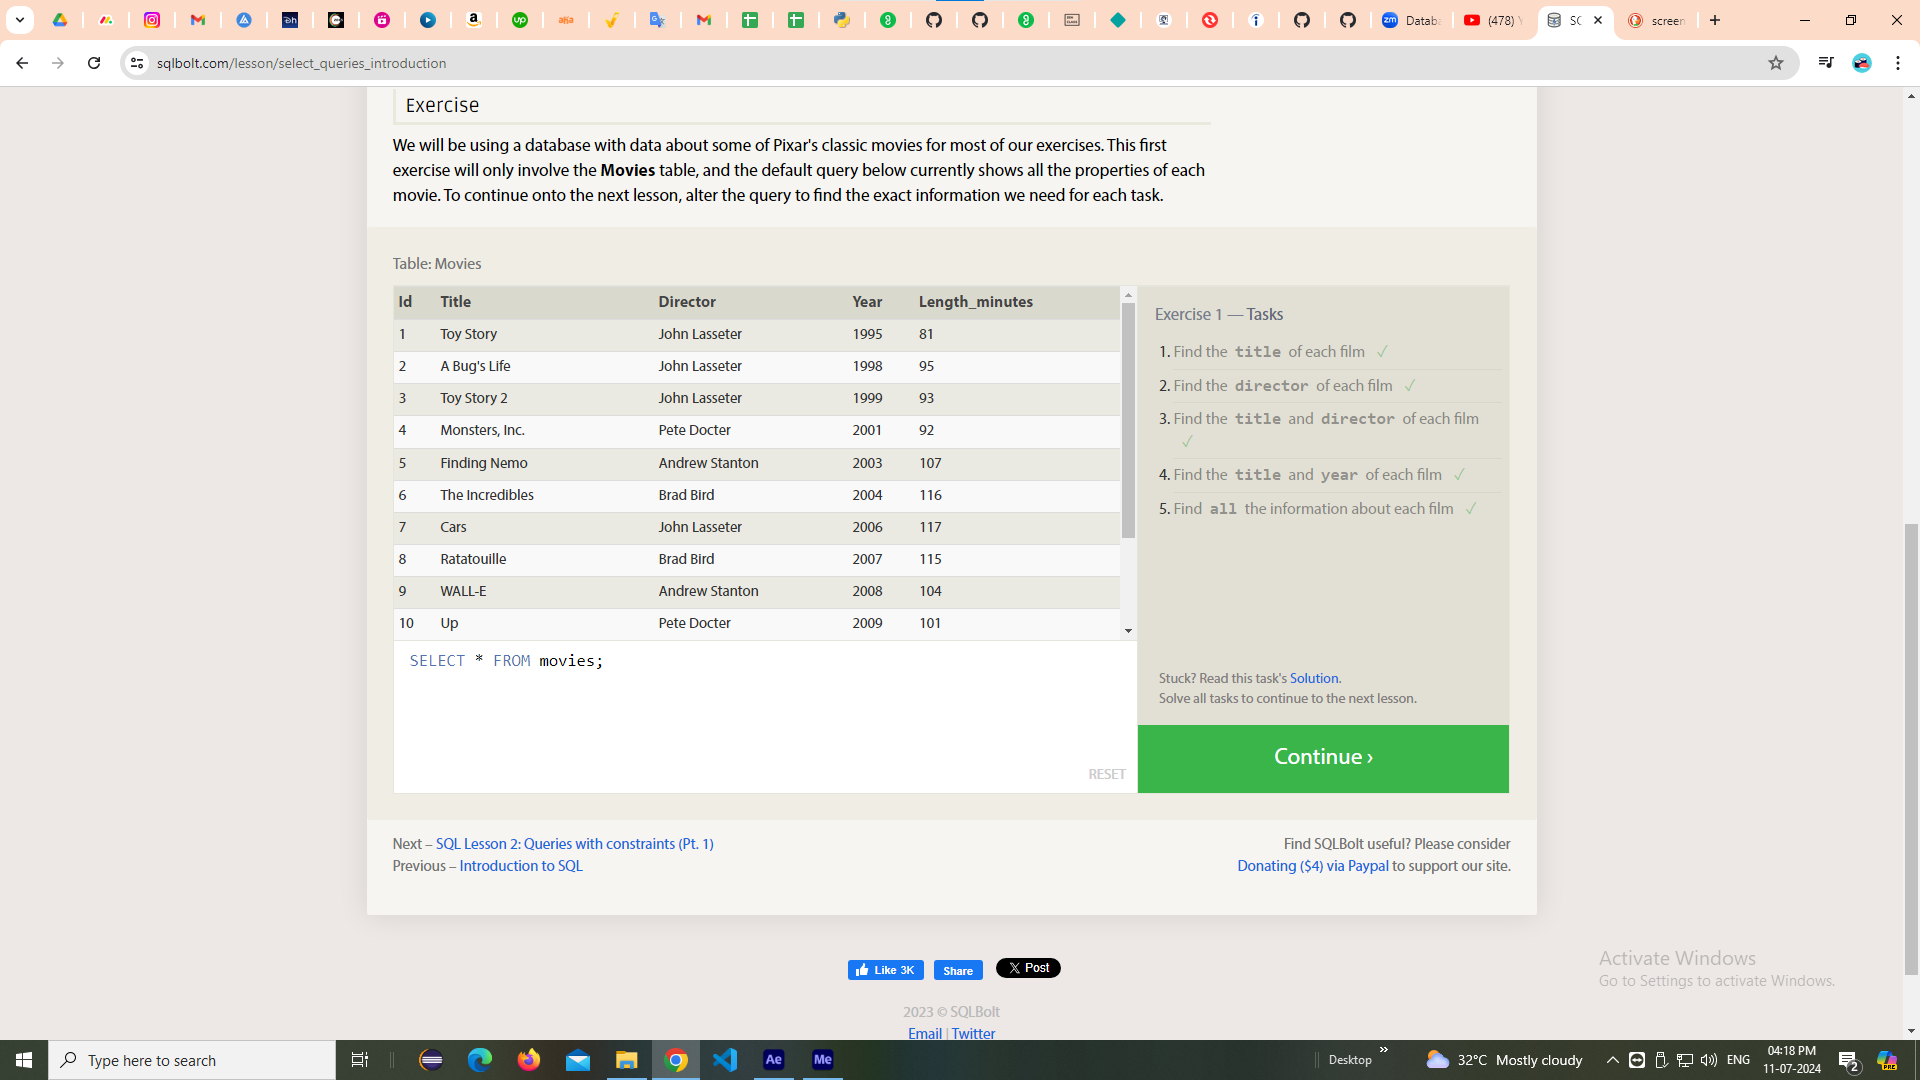 Databa
(478) Y
SC
screen
sqlbolt.com/lesson/select_queries_introduction
Exercise
We will be using a database with data about some of Pixar's classic movies for most of our exercises. This first
exercise will only involve the Movies table, and the default query below currently shows all the properties of each
movie. To continue onto the next lesson, alter the query to find the exact information we need for each task.
Table: Movies
Id Title Director Year Length_minutes
1 Toy Story John Lasseter 1995 81
2 A Bug's Life John Lasseter 1998 95
3 Toy Story 2 John Lasseter 1999 93
4 Monsters, Inc. Pete Docter 2001 92
5 Finding Nemo Andrew Stanton 2003 107
6 The Incredibles Brad Bird 2004 116
7 Cars John Lasseter 2006 117
8 Ratatouille Brad Bird 2007 115
9 WALL-E Andrew Stanton 2008 104
10 Up Pete Docter 2009 101
SELECT * FROM movies;
RESET
Exercise 1 — Tasks
1. Find the title of each film ✓
2. Find the director of each film ✓
3. Find the title and director of each film
✓
4. Find the title and year of each film ✓
5. Find all the information about each film ✓
Stuck? Read this task's Solution.
Solve all tasks to continue to the next lesson.
Continue ›
Next – SQL Lesson 2: Queries with constraints (Pt. 1)
Previous – Introduction to SQL
Find SQLBolt useful? Please consider
Donating ($4) via Paypal to support our site.
Like 3K Share X Post
2023 © SQLBolt
Email | Twitter
Activate Windows
Go to Settings to activate Windows.
Type here to search
Ae
Me
Desktop
32°C Mostly cloudy
ENG
04:18 PM
11-07-2024
2